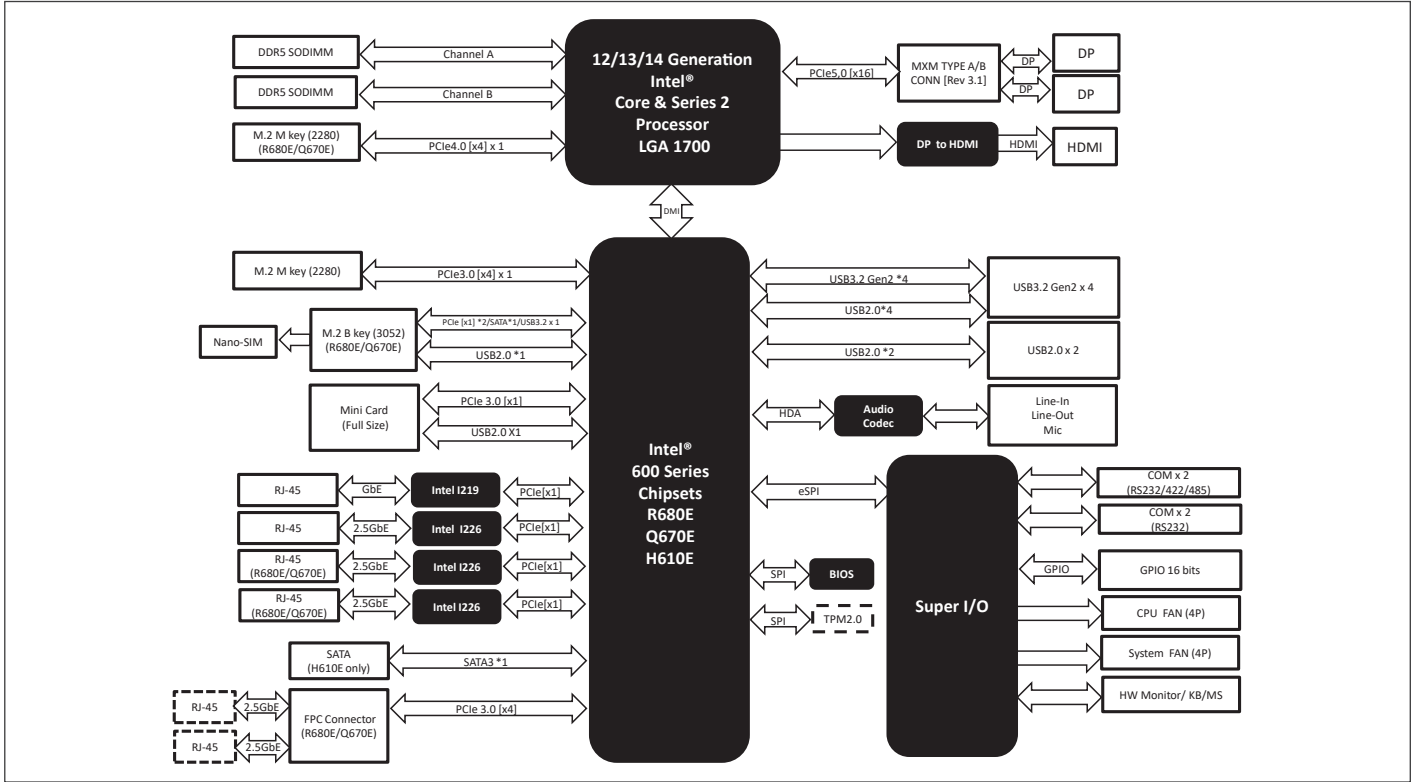 DDR5 SODIMM
Channel A
DDR5 SODIMM
Channel B
M.2 M key (2280)
(R680E/Q670E)
PCIe4.0 [x4] x 1
12/13/14 Generation
Intel®
Core & Series 2
Processor
LGA 1700
PCIe5,0 [x16]
MXM TYPE A/B
CONN [Rev 3.1]
DP
DP
DP
DP
DP to HDMI
HDMI
HDMI
DMI
M.2 M key (2280)
PCIe3.0 [x4] x 1
Nano-SIM
M.2 B key (3052)
(R680E/Q670E)
PCIe [x1] *2/SATA*1/USB3.2 x 1
USB2.0 *1
Mini Card
(Full Size)
PCIe 3.0 [x1]
USB2.0 X1
RJ-45
GbE
Intel I219
PCIe[x1]
RJ-45
2.5GbE
Intel I226
PCIe[x1]
RJ-45
(R680E/Q670E)
2.5GbE
Intel I226
PCIe[x1]
RJ-45
(R680E/Q670E)
2.5GbE
Intel I226
PCIe[x1]
SATA
(H610E only)
SATA3 *1
RJ-45
2.5GbE
RJ-45
2.5GbE
FPC Connector
(R680E/Q670E)
PCIe 3.0 [x4]
Intel®
600 Series
Chipsets
R680E
Q670E
H610E
USB3.2 Gen2 *4
USB2.0*4
USB3.2 Gen2 x 4
USB2.0 *2
USB2.0 x 2
HDA
Audio
Codec
Line-In
Line-Out
Mic
eSPI
SPI
BIOS
SPI
TPM2.0
Super I/O
COM x 2
(RS232/422/485)
COM x 2
(RS232)
GPIO
GPIO 16 bits
CPU FAN (4P)
System FAN (4P)
HW Monitor/ KB/MS